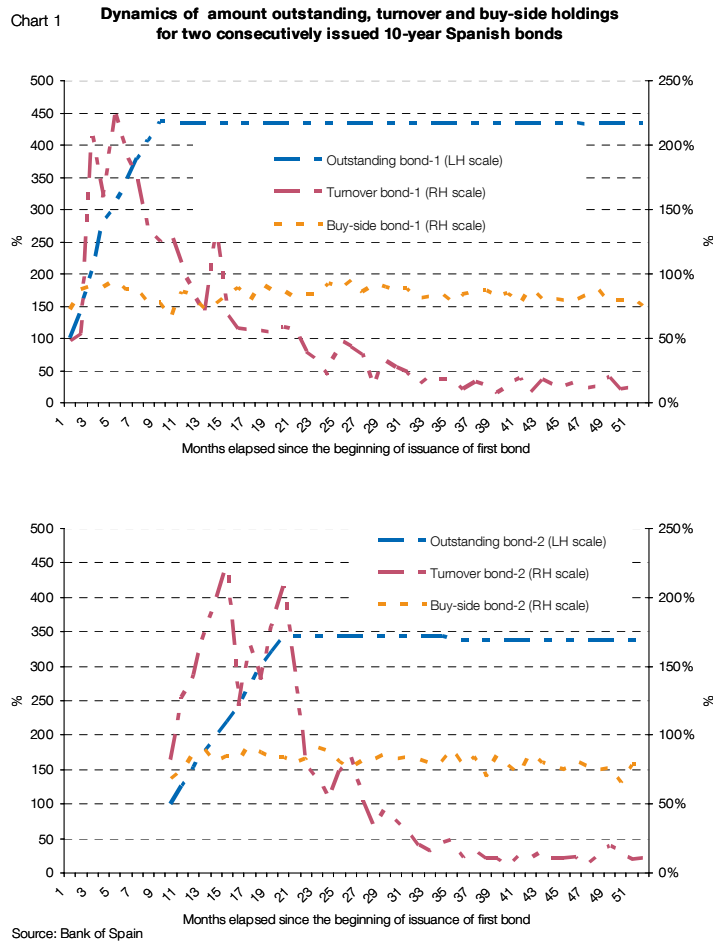 Chart 1
Dynamics of amount outstanding, turnover and buy-side holdings
for two consecutively issued 10-year Spanish bonds
500 250%
450
400 200%
350
300 150%
250
200 100%
150
100 50%
50
0 0%
%
%
Outstanding bond-1 (LH scale)
Turnover bond-1 (RH scale)
Buy-side bond-1 (RH scale)
1 3 5 7 9 11 13 15 17 19 21 23 25 27 29 31 33 35 37 39 41 43 45 47 49 51
Months elapsed since the beginning of issuance of first bond
500 250%
450
400 200%
350
300 150%
250
200 100%
150
100 50%
50
0 0%
%
%
Outstanding bond-2 (LH scale)
Turnover bond-2 (RH scale)
Buy-side bond-2 (RH scale)
1 3 5 7 9 11 13 15 17 19 21 23 25 27 29 31 33 35 37 39 41 43 45 47 49 51
Months elapsed since the beginning of issuance of first bond
Source: Bank of Spain